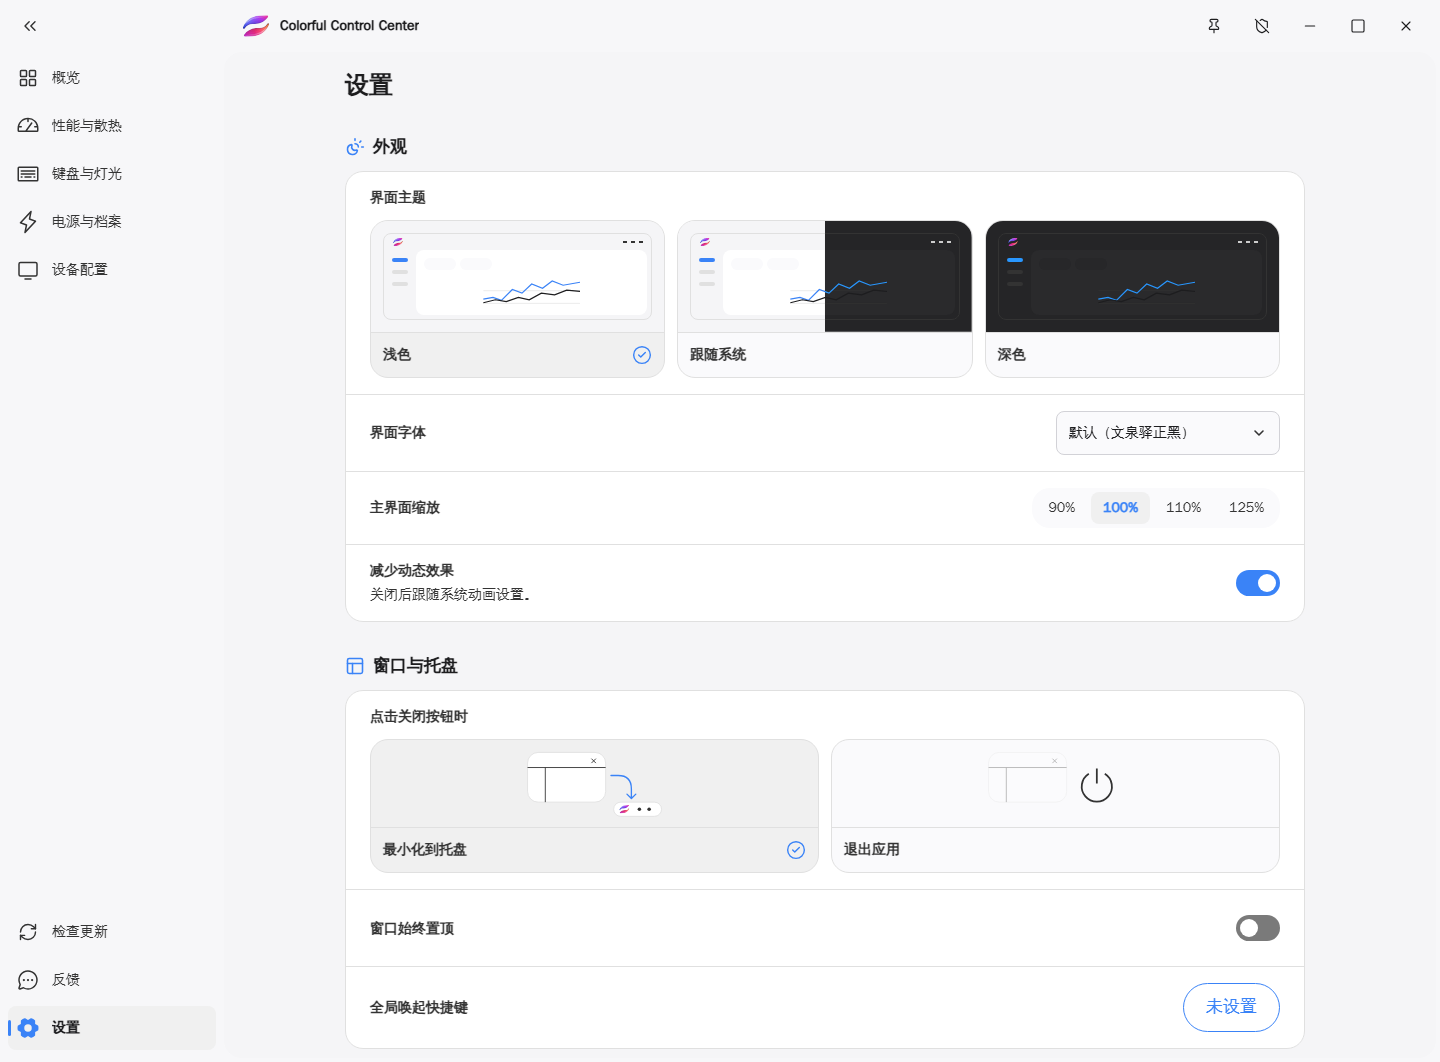 Colorful Control Center
概览
性能与散热
键盘与灯光
电源与档案
设备配置
检查更新
反馈
设置
设置
外观
界面主题
浅色
跟随系统
深色
界面字体
默认（文泉驿正黑）
主界面缩放
90% 100% 110% 125%
减少动态效果
关闭后跟随系统动画设置。
窗口与托盘
点击关闭按钮时
最小化到托盘
退出应用
窗口始终置顶
全局唤起快捷键
未设置